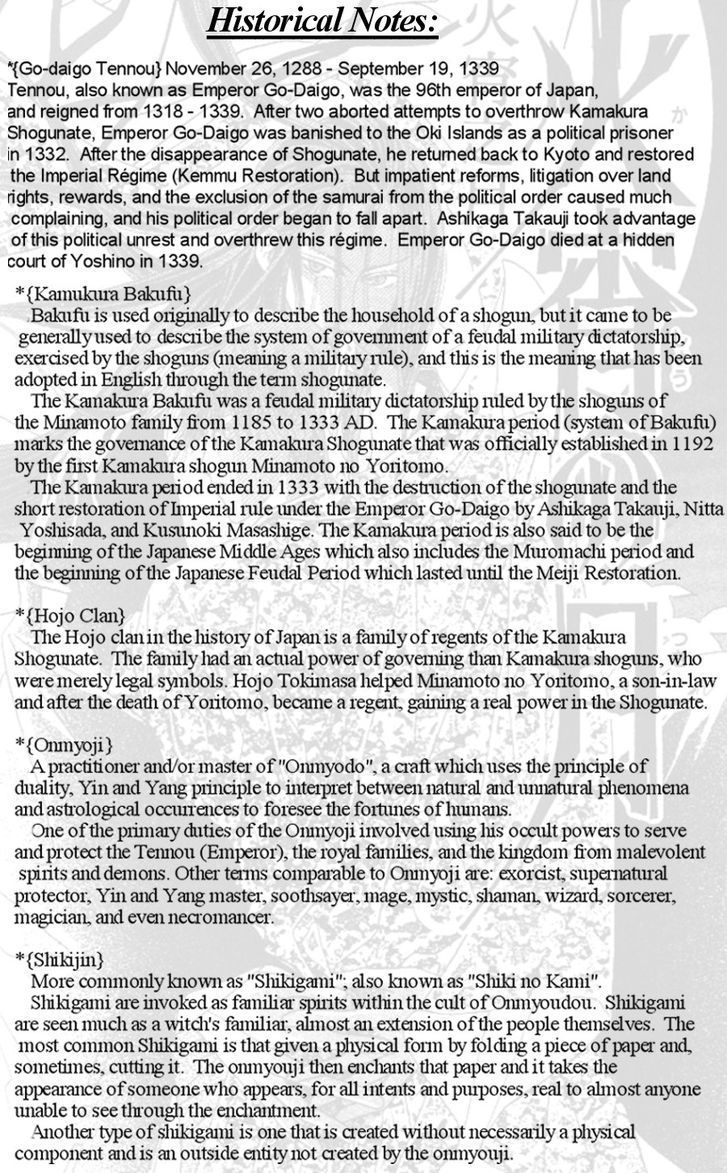 Historical Notes:
*{Go-daigo Tennou} November 26, 1288 - September 19, 1339
Tennou, also known as Emperor Go-Daigo, was the 96th emperor of Japan,
and reigned from 1318 - 1339.  After two aborted attempts to overthrow Kamakura
Shogunate, Emperor Go-Daigo was banished to the Oki Islands as a political prisoner
in 1332.  After the disappearance of Shogunate, he returned back to Kyoto and restored
the Imperial Régime (Kemmu Restoration).  But impatient reforms, litigation over land
rights, rewards, and the exclusion of the samurai from the political order caused much
complaining, and his political order began to fall apart.  Ashikaga Takauji took advantage
of this political unrest and overthrew this régime.  Emperor Go-Daigo died at a hidden
court of Yoshino in 1339.
*{Kamukura Bakufu}
Bakufu is used originally to describe the household of a shogun, but it came to be
generally used to describe the system of government of a feudal military dictatorship,
exercised by the shoguns (meaning a military rule), and this is the meaning that has been
adopted in English through the term shogunate.
The Kamakura Bakufu was a feudal military dictatorship ruled by the shoguns of
the Minamoto family from 1185 to 1333 AD.  The Kamakura period (system of Bakufu)
marks the governance of the Kamakura Shogunate that was officially established in 1192
by the first Kamakura shogun Minamoto no Yoritomo.
The Kamakura period ended in 1333 with the destruction of the shogunate and the
short restoration of Imperial rule under the Emperor Go-Daigo by Ashikaga Takauji, Nitta
Yoshisada, and Kusunoki Masashige. The Kamakura period is also said to be the
beginning of the Japanese Middle Ages which also includes the Muromachi period and
the beginning of the Japanese Feudal Period which lasted until the Meiji Restoration.
*{Hojo Clan}
The Hojo clan in the history of Japan is a family of regents of the Kamakura
Shogunate.  The family had an actual power of governing than Kamakura shoguns, who
were merely legal symbols. Hojo Tokimasa helped Minamoto no Yoritomo, a son-in-law
and after the death of Yoritomo, became a regent, gaining a real power in the Shogunate.
*{Onmyoji}
A practitioner and/or master of "Onmyodo", a craft which uses the principle of
duality, Yin and Yang principle to interpret between natural and unnatural phenomena
and astrological occurrences to foresee the fortunes of humans.
One of the primary duties of the Onmyoji involved using his occult powers to serve
and protect the Tennou (Emperor), the royal families, and the kingdom from malevolent
spirits and demons. Other terms comparable to Onmyoji are: exorcist, supernatural
protector, Yin and Yang master, soothsayer, mage, mystic, shaman, wizard, sorcerer,
magician, and even necromancer.
*{Shikijin}
More commonly known as "Shikigami"; also known as "Shiki no Kami".
Shikigami are invoked as familiar spirits within the cult of Onmyoudou.  Shikigami
are seen much as a witch's familiar, almost an extension of the people themselves.  The
most common Shikigami is that given a physical form by folding a piece of paper and,
sometimes, cutting it.  The onmyouji then enchants that paper and it takes the
appearance of someone who appears, for all intents and purposes, real to almost anyone
unable to see through the enchantment.
Another type of shikigami is one that is created without necessarily a physical
component and is an outside entity not created by the onmyouji.